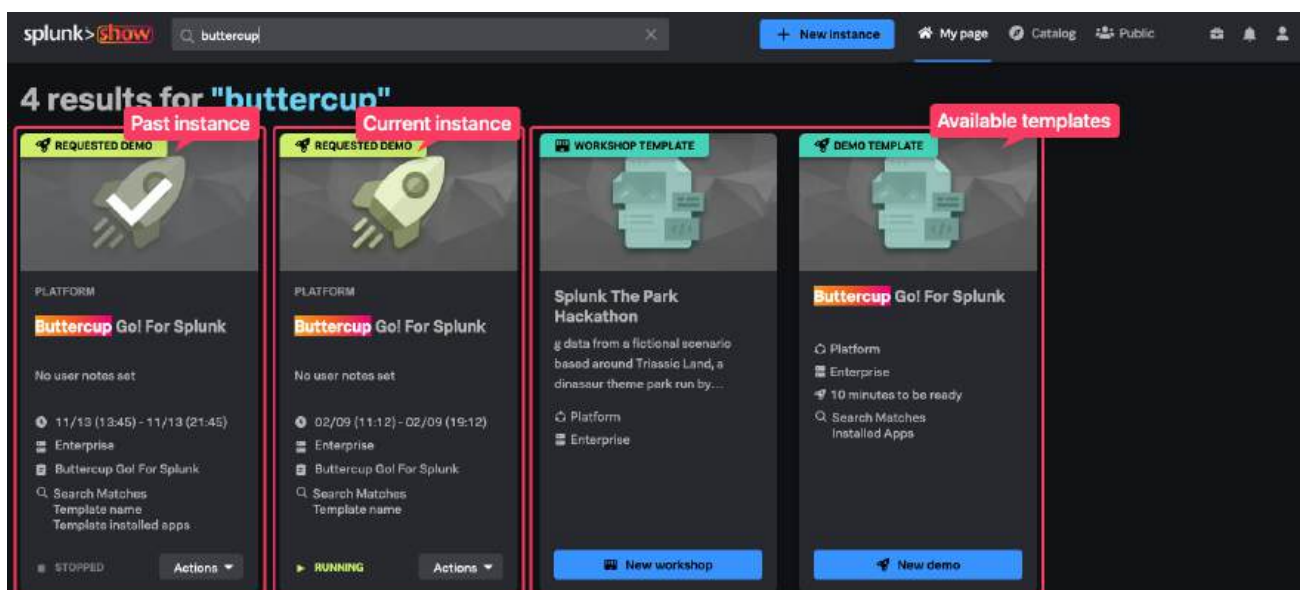 splunk>show
buttercup
+ New instance
My page
Catalog
Public
4 results for "buttercup"
Past instance
Current instance
Available templates
REQUESTED DEMO
PLATFORM
Buttercup Go! For Splunk
No user notes set
11/13 (13:45) - 11/13 (21:45)
Enterprise
Buttercup Go! For Splunk
Search Matches
Template name
Template installed apps
STOPPED
Actions
REQUESTED DEMO
PLATFORM
Buttercup Go! For Splunk
No user notes set
02/09 (11:12) - 02/09 (19:12)
Enterprise
Buttercup Go! For Splunk
Search Matches
Template name
RUNNING
Actions
WORKSHOP TEMPLATE
Splunk The Park
Hackathon
g data from a fictional scenario
based around Triassic Land, a
dinasaur theme park run by...
Platform
Enterprise
New workshop
DEMO TEMPLATE
Buttercup Go! For Splunk
Platform
Enterprise
10 minutes to be ready
Search Matches
Installed Apps
New demo